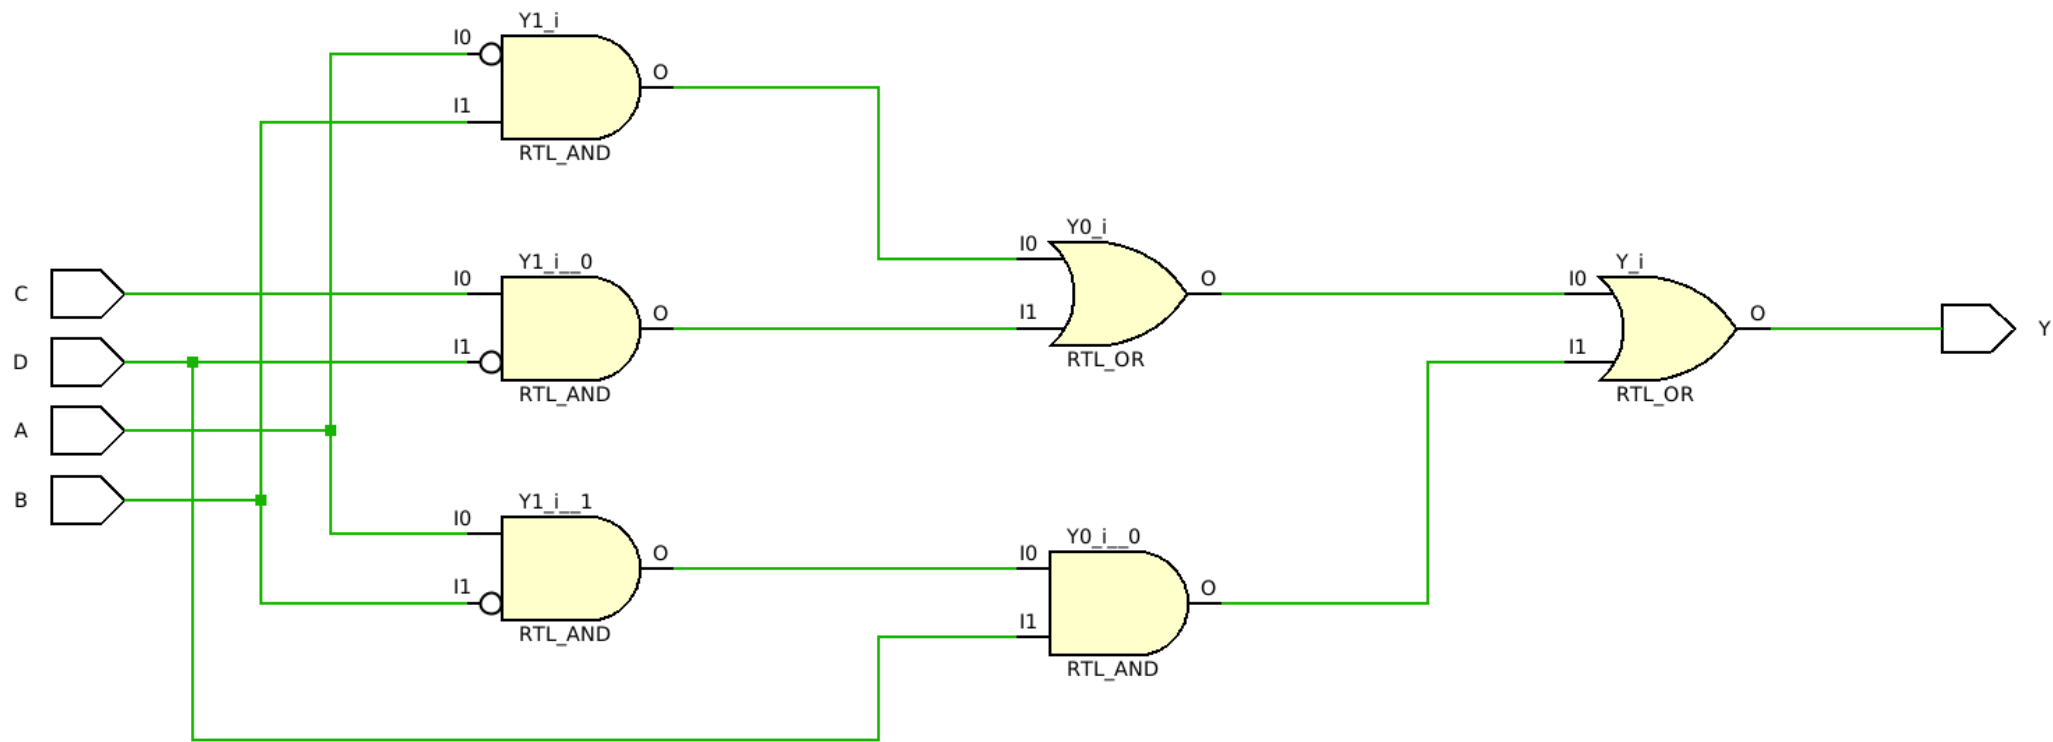 Y1_i
I0
I1
O
RTL_AND
Y1_i__0
I0
I1
O
RTL_AND
C
D
A
B
Y1_i__1
I0
I1
O
RTL_AND
Y0_i
I0
I1
O
RTL_OR
Y0_i__0
I0
I1
O
RTL_AND
Y_i
I0
I1
O
RTL_OR
Y